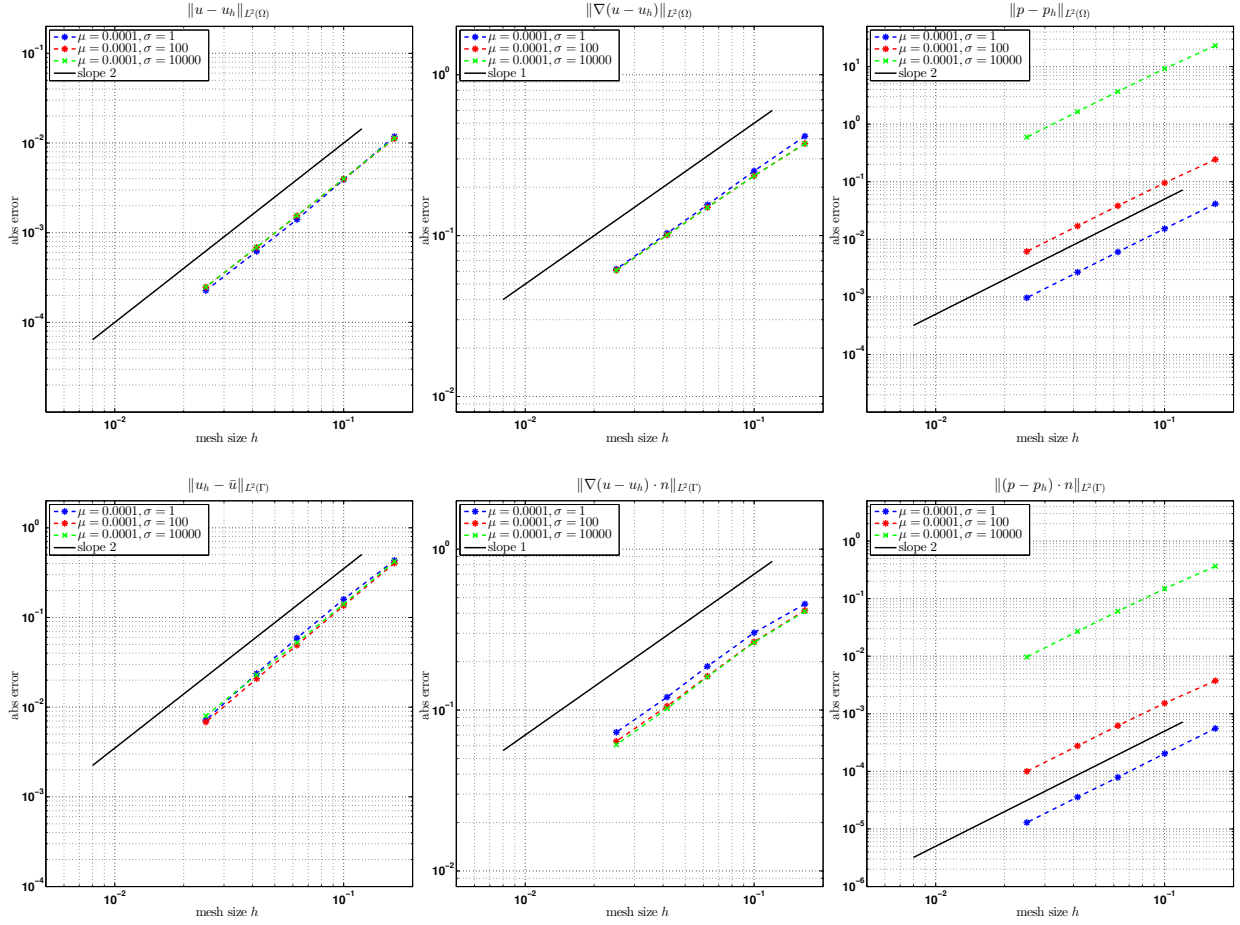 ‖u − u_h‖_{L²(Ω)}
μ = 0.0001, σ = 1
μ = 0.0001, σ = 100
μ = 0.0001, σ = 10000
slope 2
10⁻¹
10⁻²
10⁻³
10⁻⁴
abs error
10⁻² 10⁻¹
mesh size h
‖∇(u − u_h)‖_{L²(Ω)}
μ = 0.0001, σ = 1
μ = 0.0001, σ = 100
μ = 0.0001, σ = 10000
slope 1
10⁰
10⁻¹
10⁻²
abs error
10⁻² 10⁻¹
mesh size h
‖p − p_h‖_{L²(Ω)}
μ = 0.0001, σ = 1
μ = 0.0001, σ = 100
μ = 0.0001, σ = 10000
slope 2
10¹
10⁰
10⁻¹
10⁻²
10⁻³
10⁻⁴
abs error
10⁻² 10⁻¹
mesh size h
‖u_h − ū‖_{L²(Γ)}
μ = 0.0001, σ = 1
μ = 0.0001, σ = 100
μ = 0.0001, σ = 10000
slope 2
10⁰
10⁻¹
10⁻²
10⁻³
10⁻⁴
abs error
10⁻² 10⁻¹
mesh size h
‖∇(u − u_h) · n‖_{L²(Γ)}
μ = 0.0001, σ = 1
μ = 0.0001, σ = 100
μ = 0.0001, σ = 10000
slope 1
10⁰
10⁻¹
10⁻²
abs error
10⁻² 10⁻¹
mesh size h
‖(p − p_h) · n‖_{L²(Γ)}
μ = 0.0001, σ = 1
μ = 0.0001, σ = 100
μ = 0.0001, σ = 10000
slope 2
10⁰
10⁻¹
10⁻²
10⁻³
10⁻⁴
10⁻⁵
10⁻⁶
abs error
10⁻² 10⁻¹
mesh size h